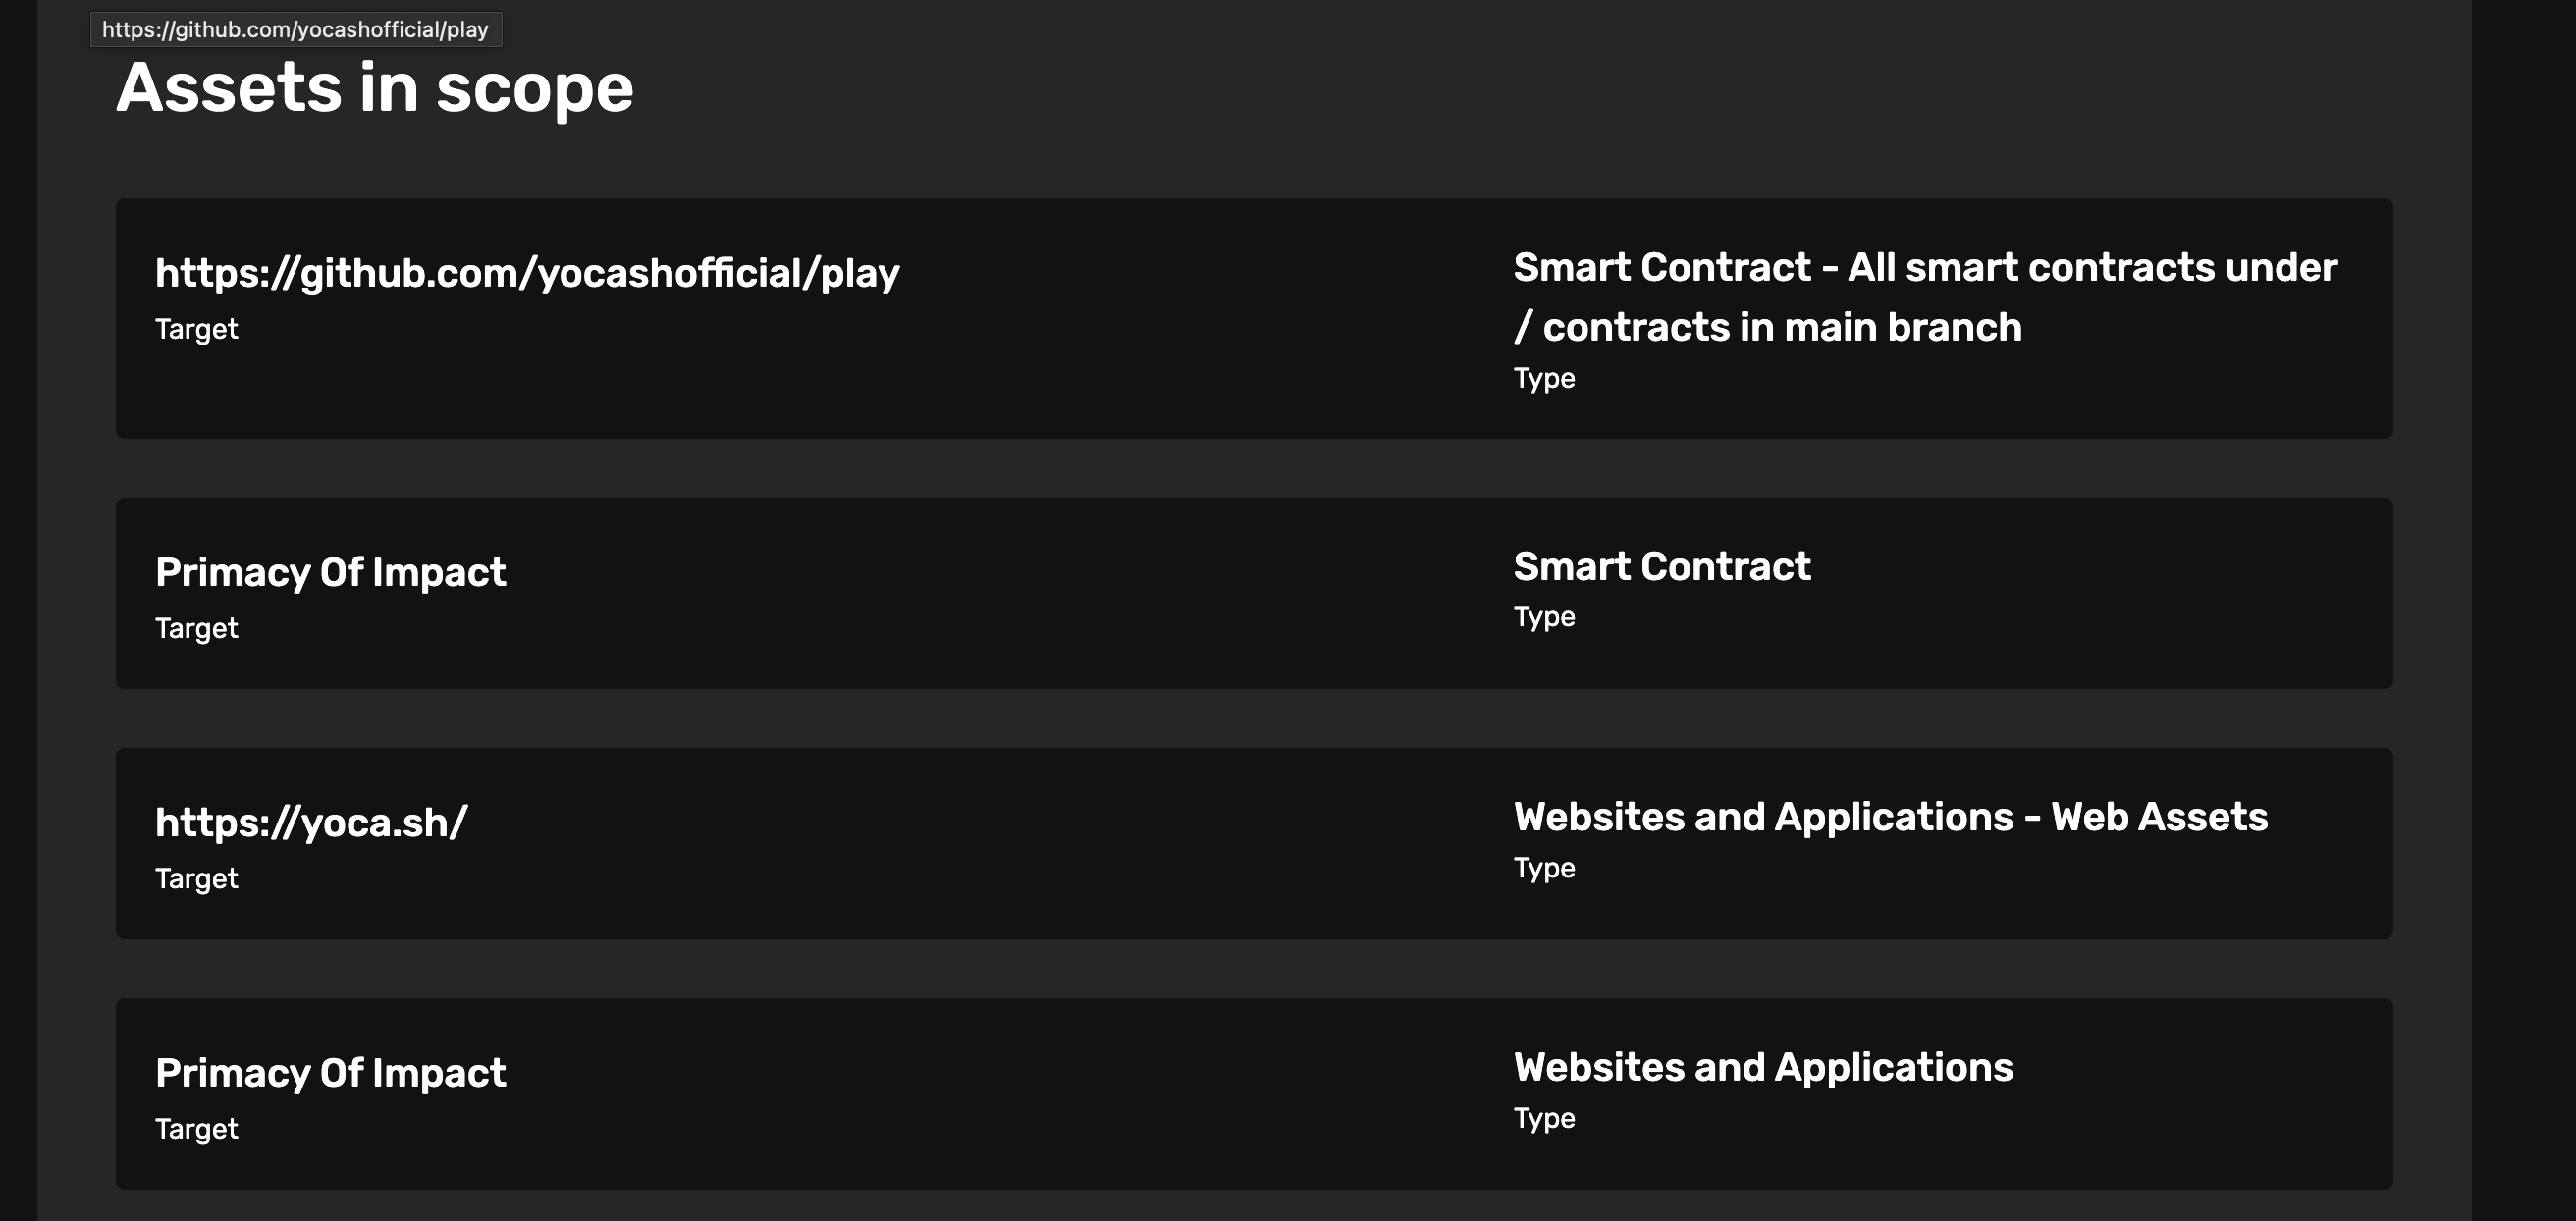 https://github.com/yocashofficial/play
Assets in scope
https://github.com/yocashofficial/play
Target
Smart Contract - All smart contracts under
/ contracts in main branch
Type
Primacy Of Impact
Target
Smart Contract
Type
https://yoca.sh/
Target
Websites and Applications - Web Assets
Type
Primacy Of Impact
Target
Websites and Applications
Type